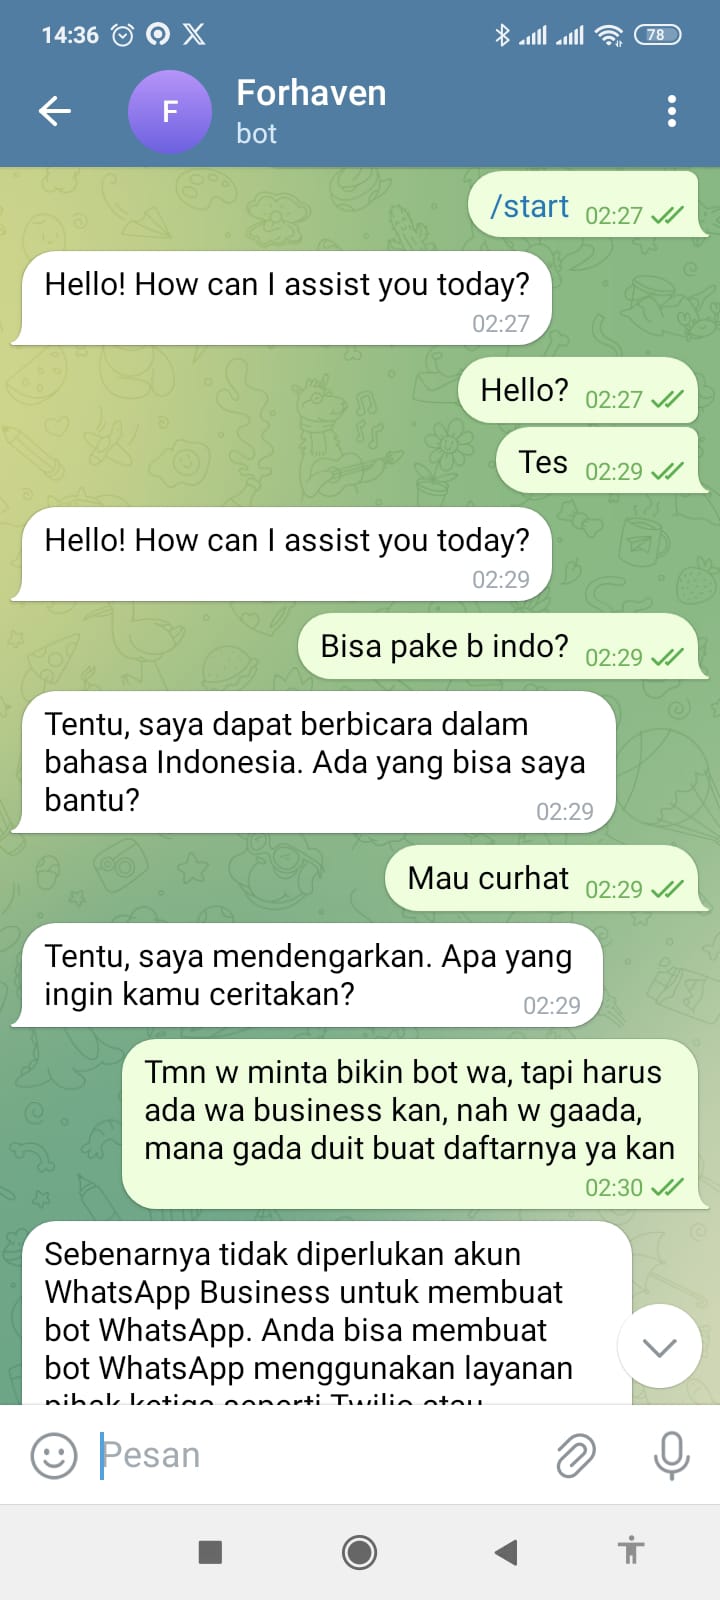 14:36
78
F
Forhaven
bot
/start 02:27
Hello! How can I assist you today?
02:27
Hello? 02:27
Tes 02:29
Hello! How can I assist you today?
02:29
Bisa pake b indo? 02:29
Tentu, saya dapat berbicara dalam
bahasa Indonesia. Ada yang bisa saya
bantu?
02:29
Mau curhat 02:29
Tentu, saya mendengarkan. Apa yang
ingin kamu ceritakan?
02:29
Tmn w minta bikin bot wa, tapi harus
ada wa business kan, nah w gaada,
mana gada duit buat daftarnya ya kan
02:30
Sebenarnya tidak diperlukan akun
WhatsApp Business untuk membuat
bot WhatsApp. Anda bisa membuat
bot WhatsApp menggunakan layanan
pihak ketiga seperti Twilio atau
Pesan